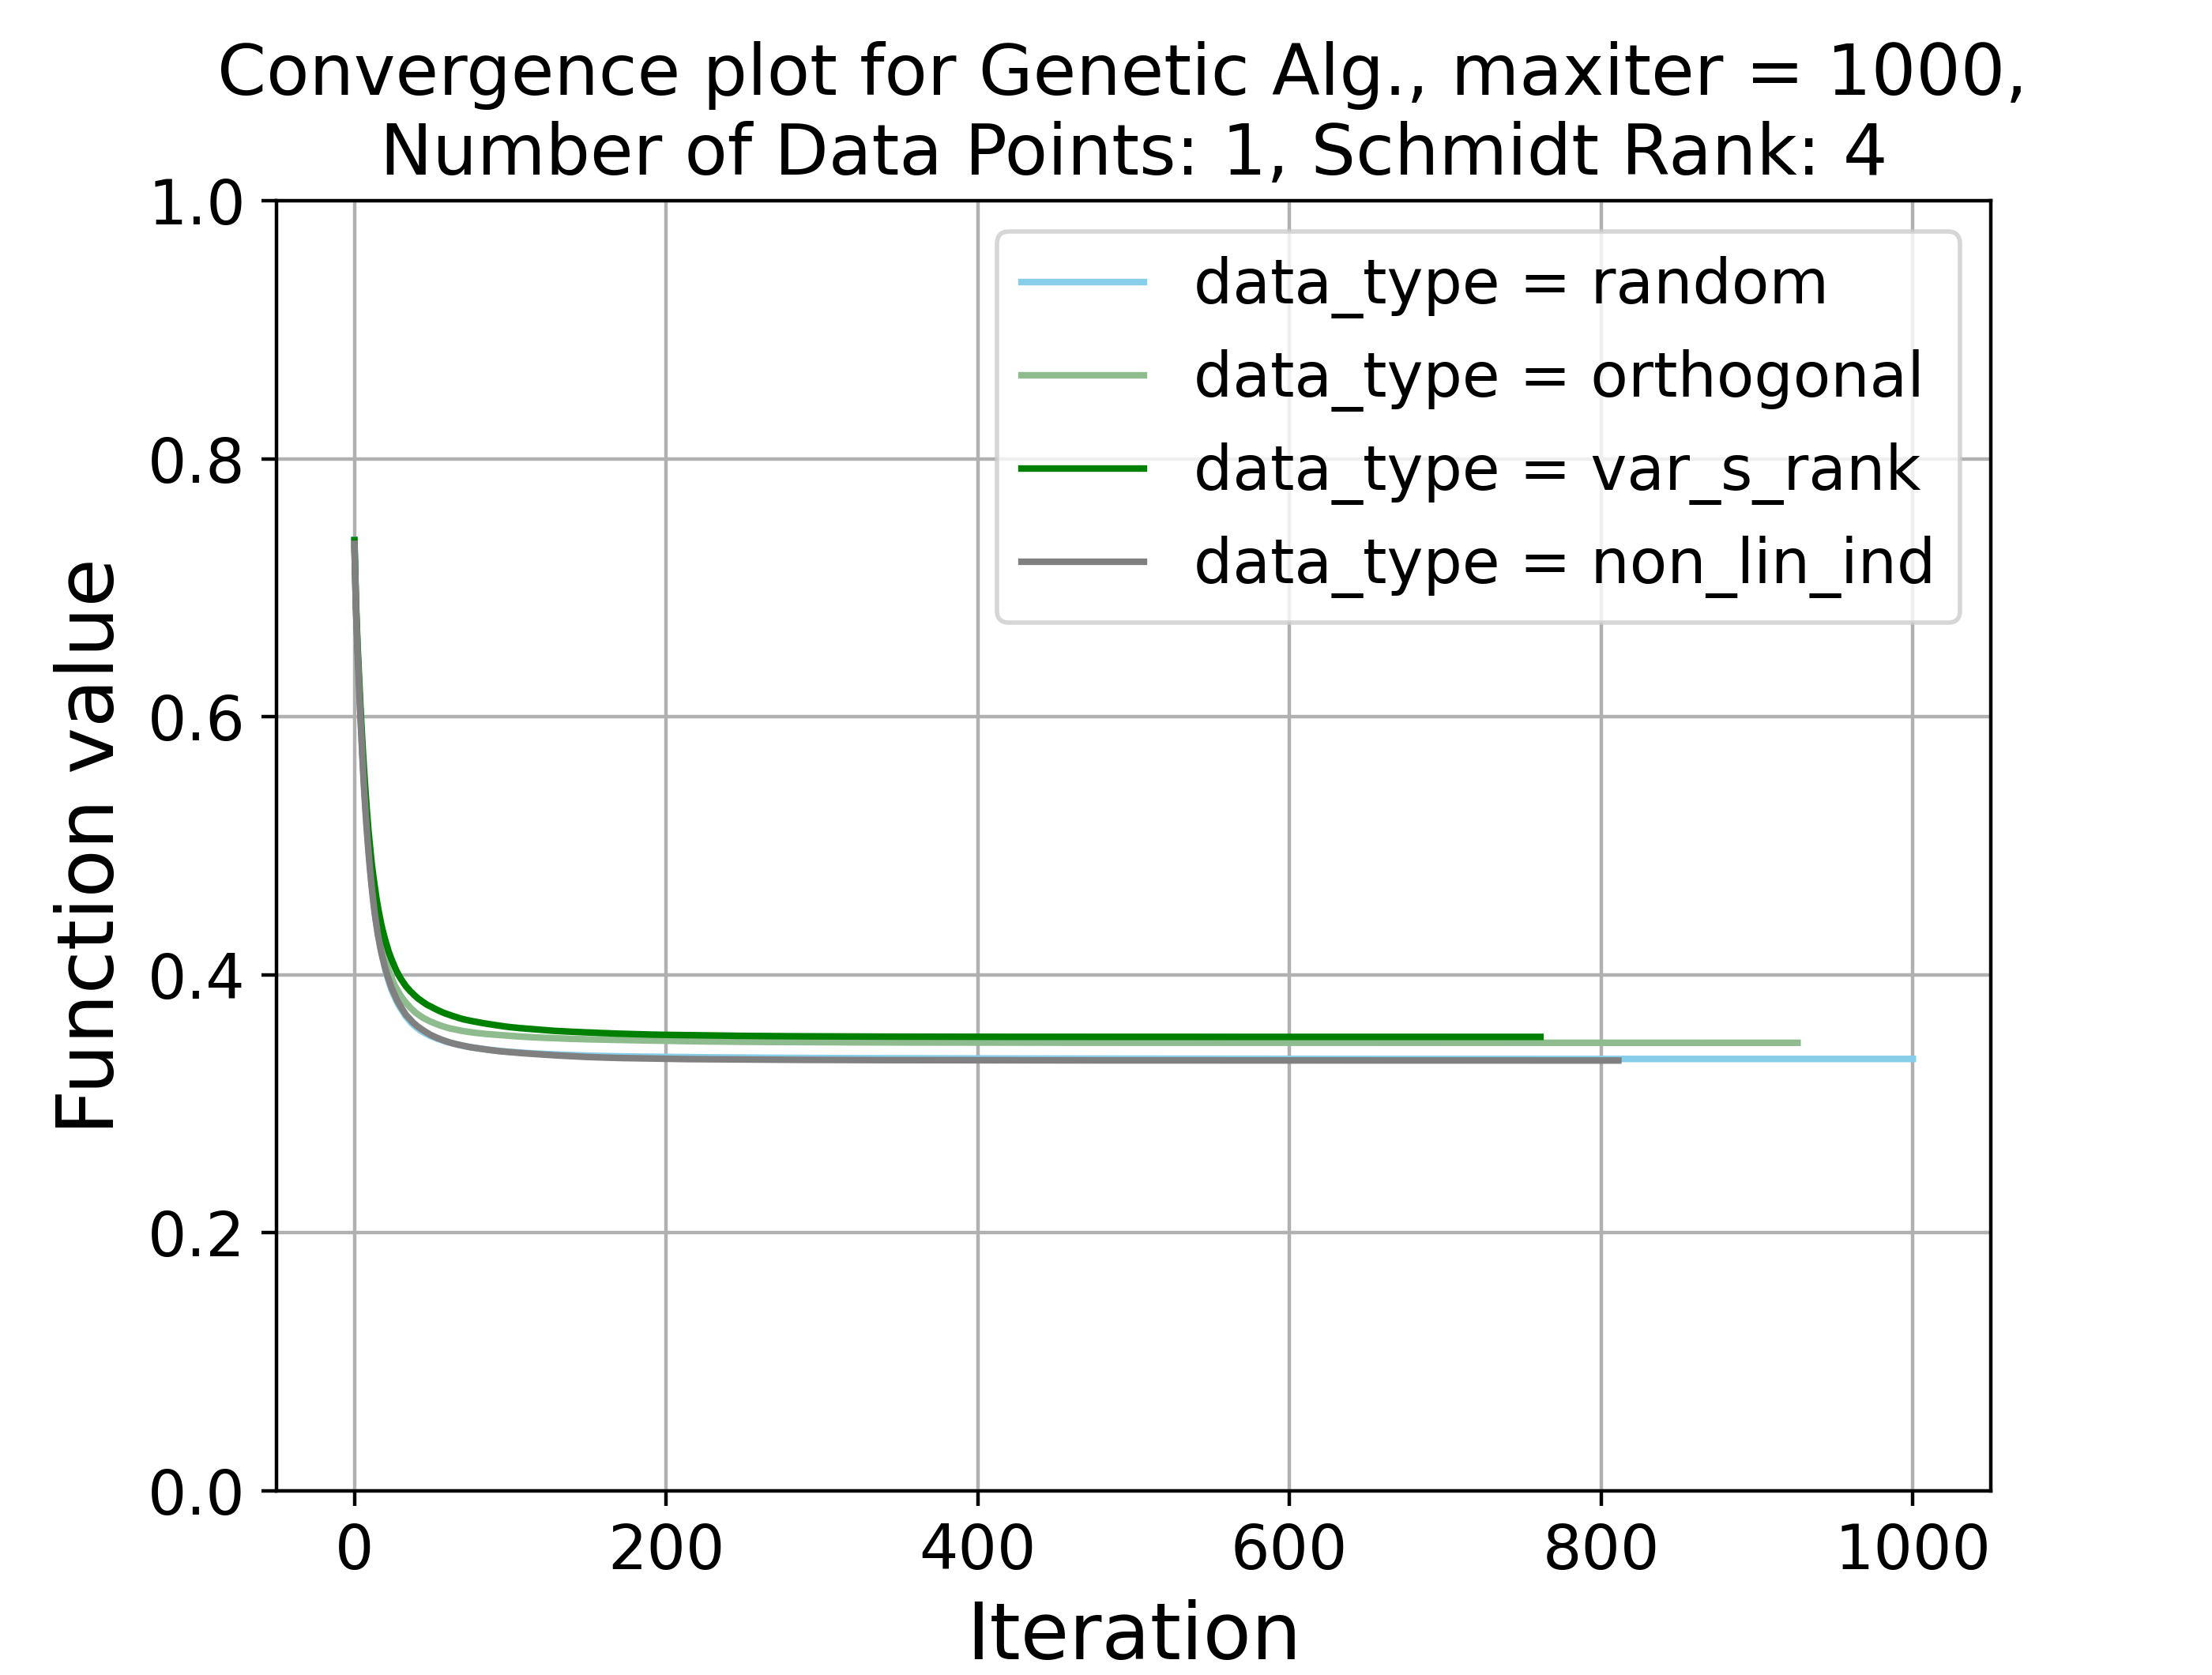 Convergence plot for Genetic Alg., maxiter = 1000,
Number of Data Points: 1, Schmidt Rank: 4
1.0
0.8
0.6
0.4
0.2
0.0
Function value
data_type = random
data_type = orthogonal
data_type = var_s_rank
data_type = non_lin_ind
0 200 400 600 800 1000
Iteration